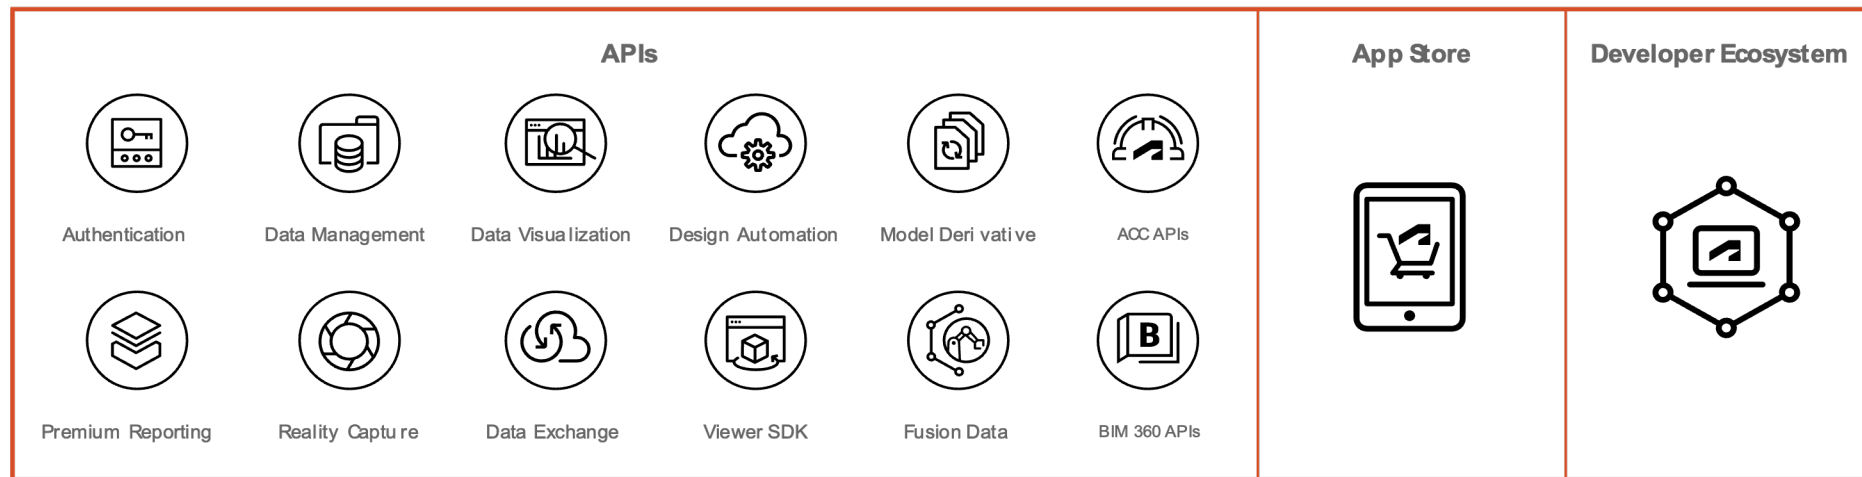 APIs
App Store
Developer Ecosystem
Authentication
Data Management
Data Visualization
Design Automation
Model Derivative
ACC APIs
B
Premium Reporting
Reality Capture
Data Exchange
Viewer SDK
Fusion Data
BIM 360 APIs